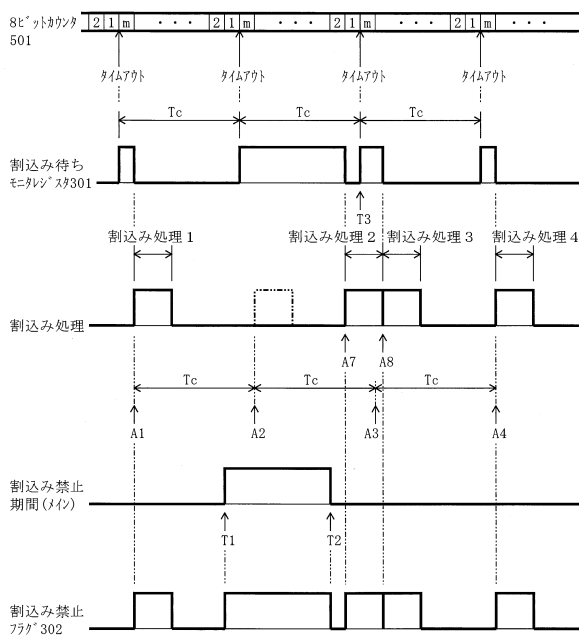 8ビットカウンタ 2 1 m ・・・ 2 1 m ・・・ 2 1 m ・・・ 2 1 m ・・・
501
タイムアウト タイムアウト タイムアウト タイムアウト
Tc Tc Tc
割込み待ち
モニタレジスタ301
T3
割込み処理1 割込み処理2 割込み処理3 割込み処理4
割込み処理
A7 A8
Tc Tc Tc
A1 A2 A3 A4
割込み禁止
期間(メイン)
T1 T2
割込み禁止
フラグ302